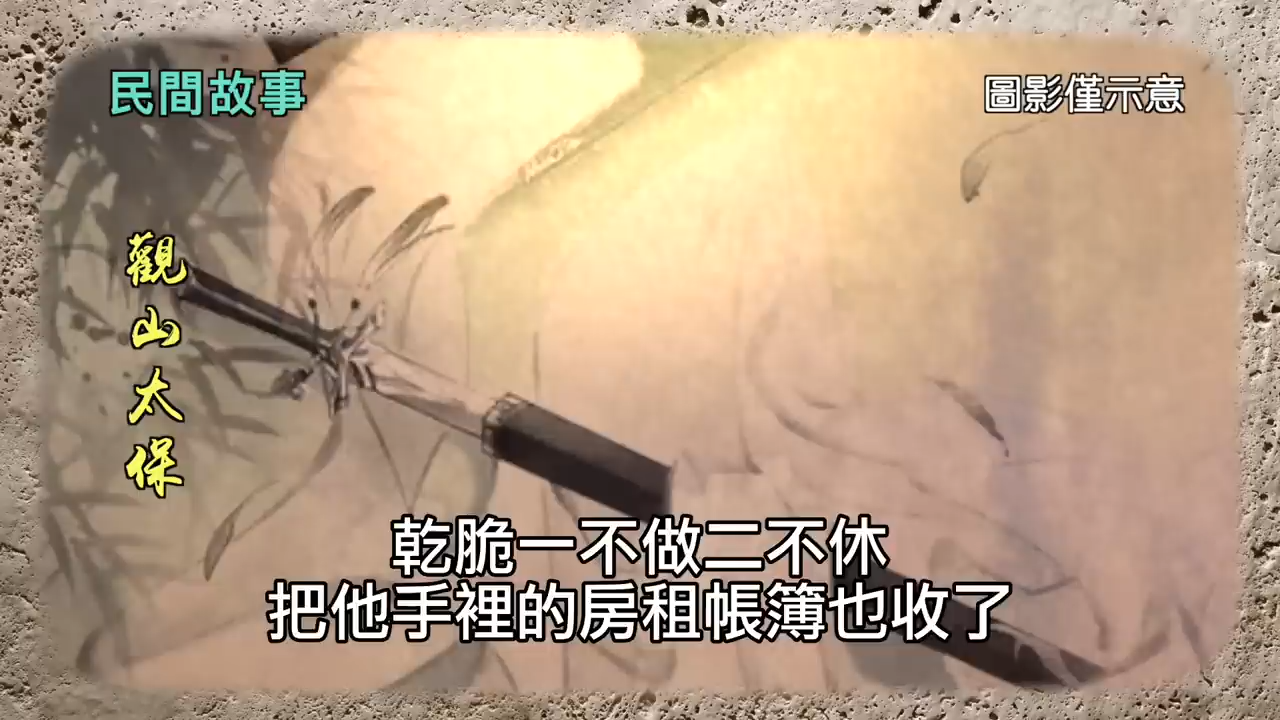 民間故事
圖影僅示意
觀山太保
乾脆一不做二不休
把他手裡的房租帳簿也收了